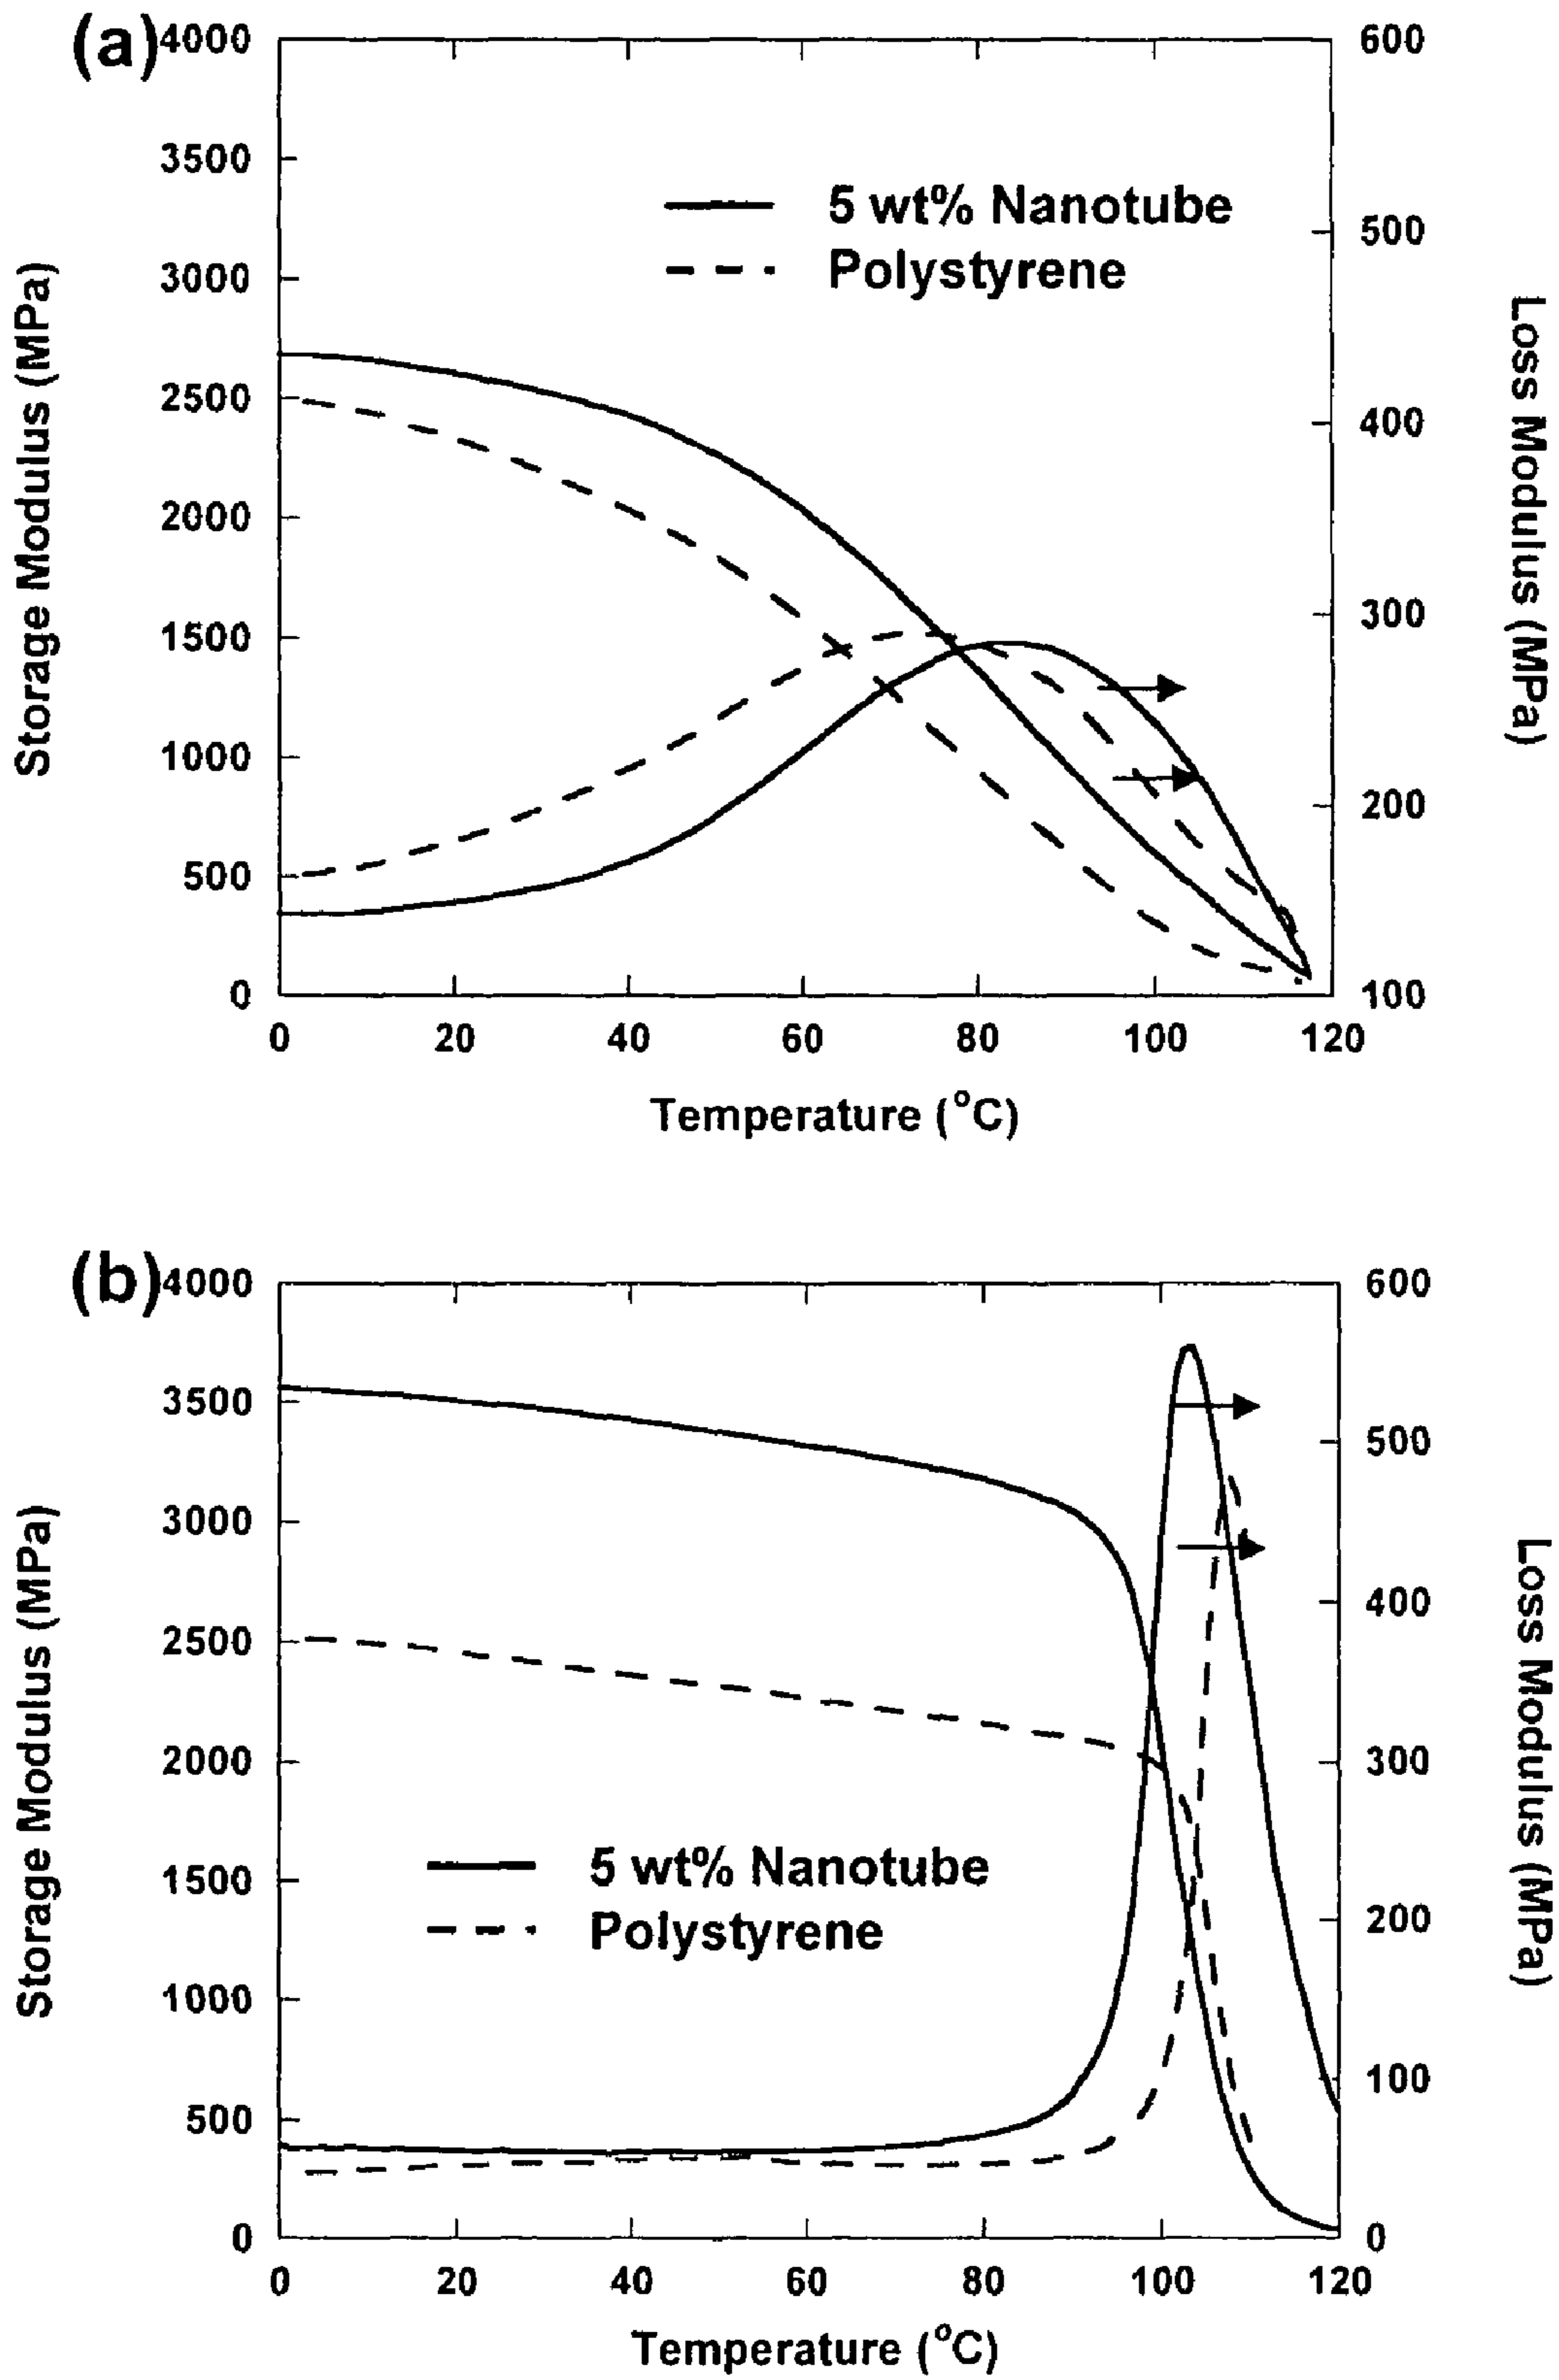 (a)
4000
3500
3000
2500
2000
1500
1000
500
0
600
500
400
300
200
100
0 20 40 60 80 100 120
Storage Modulus (MPa)
Loss Modulus (MPa)
5 wt% Nanotube
Polystyrene
Temperature (°C)
(b)
4000
3500
3000
2500
2000
1500
1000
500
0
600
500
400
300
200
100
0
0 20 40 60 80 100 120
Storage Modulus (MPa)
Loss Modulus (MPa)
5 wt% Nanotube
Polystyrene
Temperature (°C)